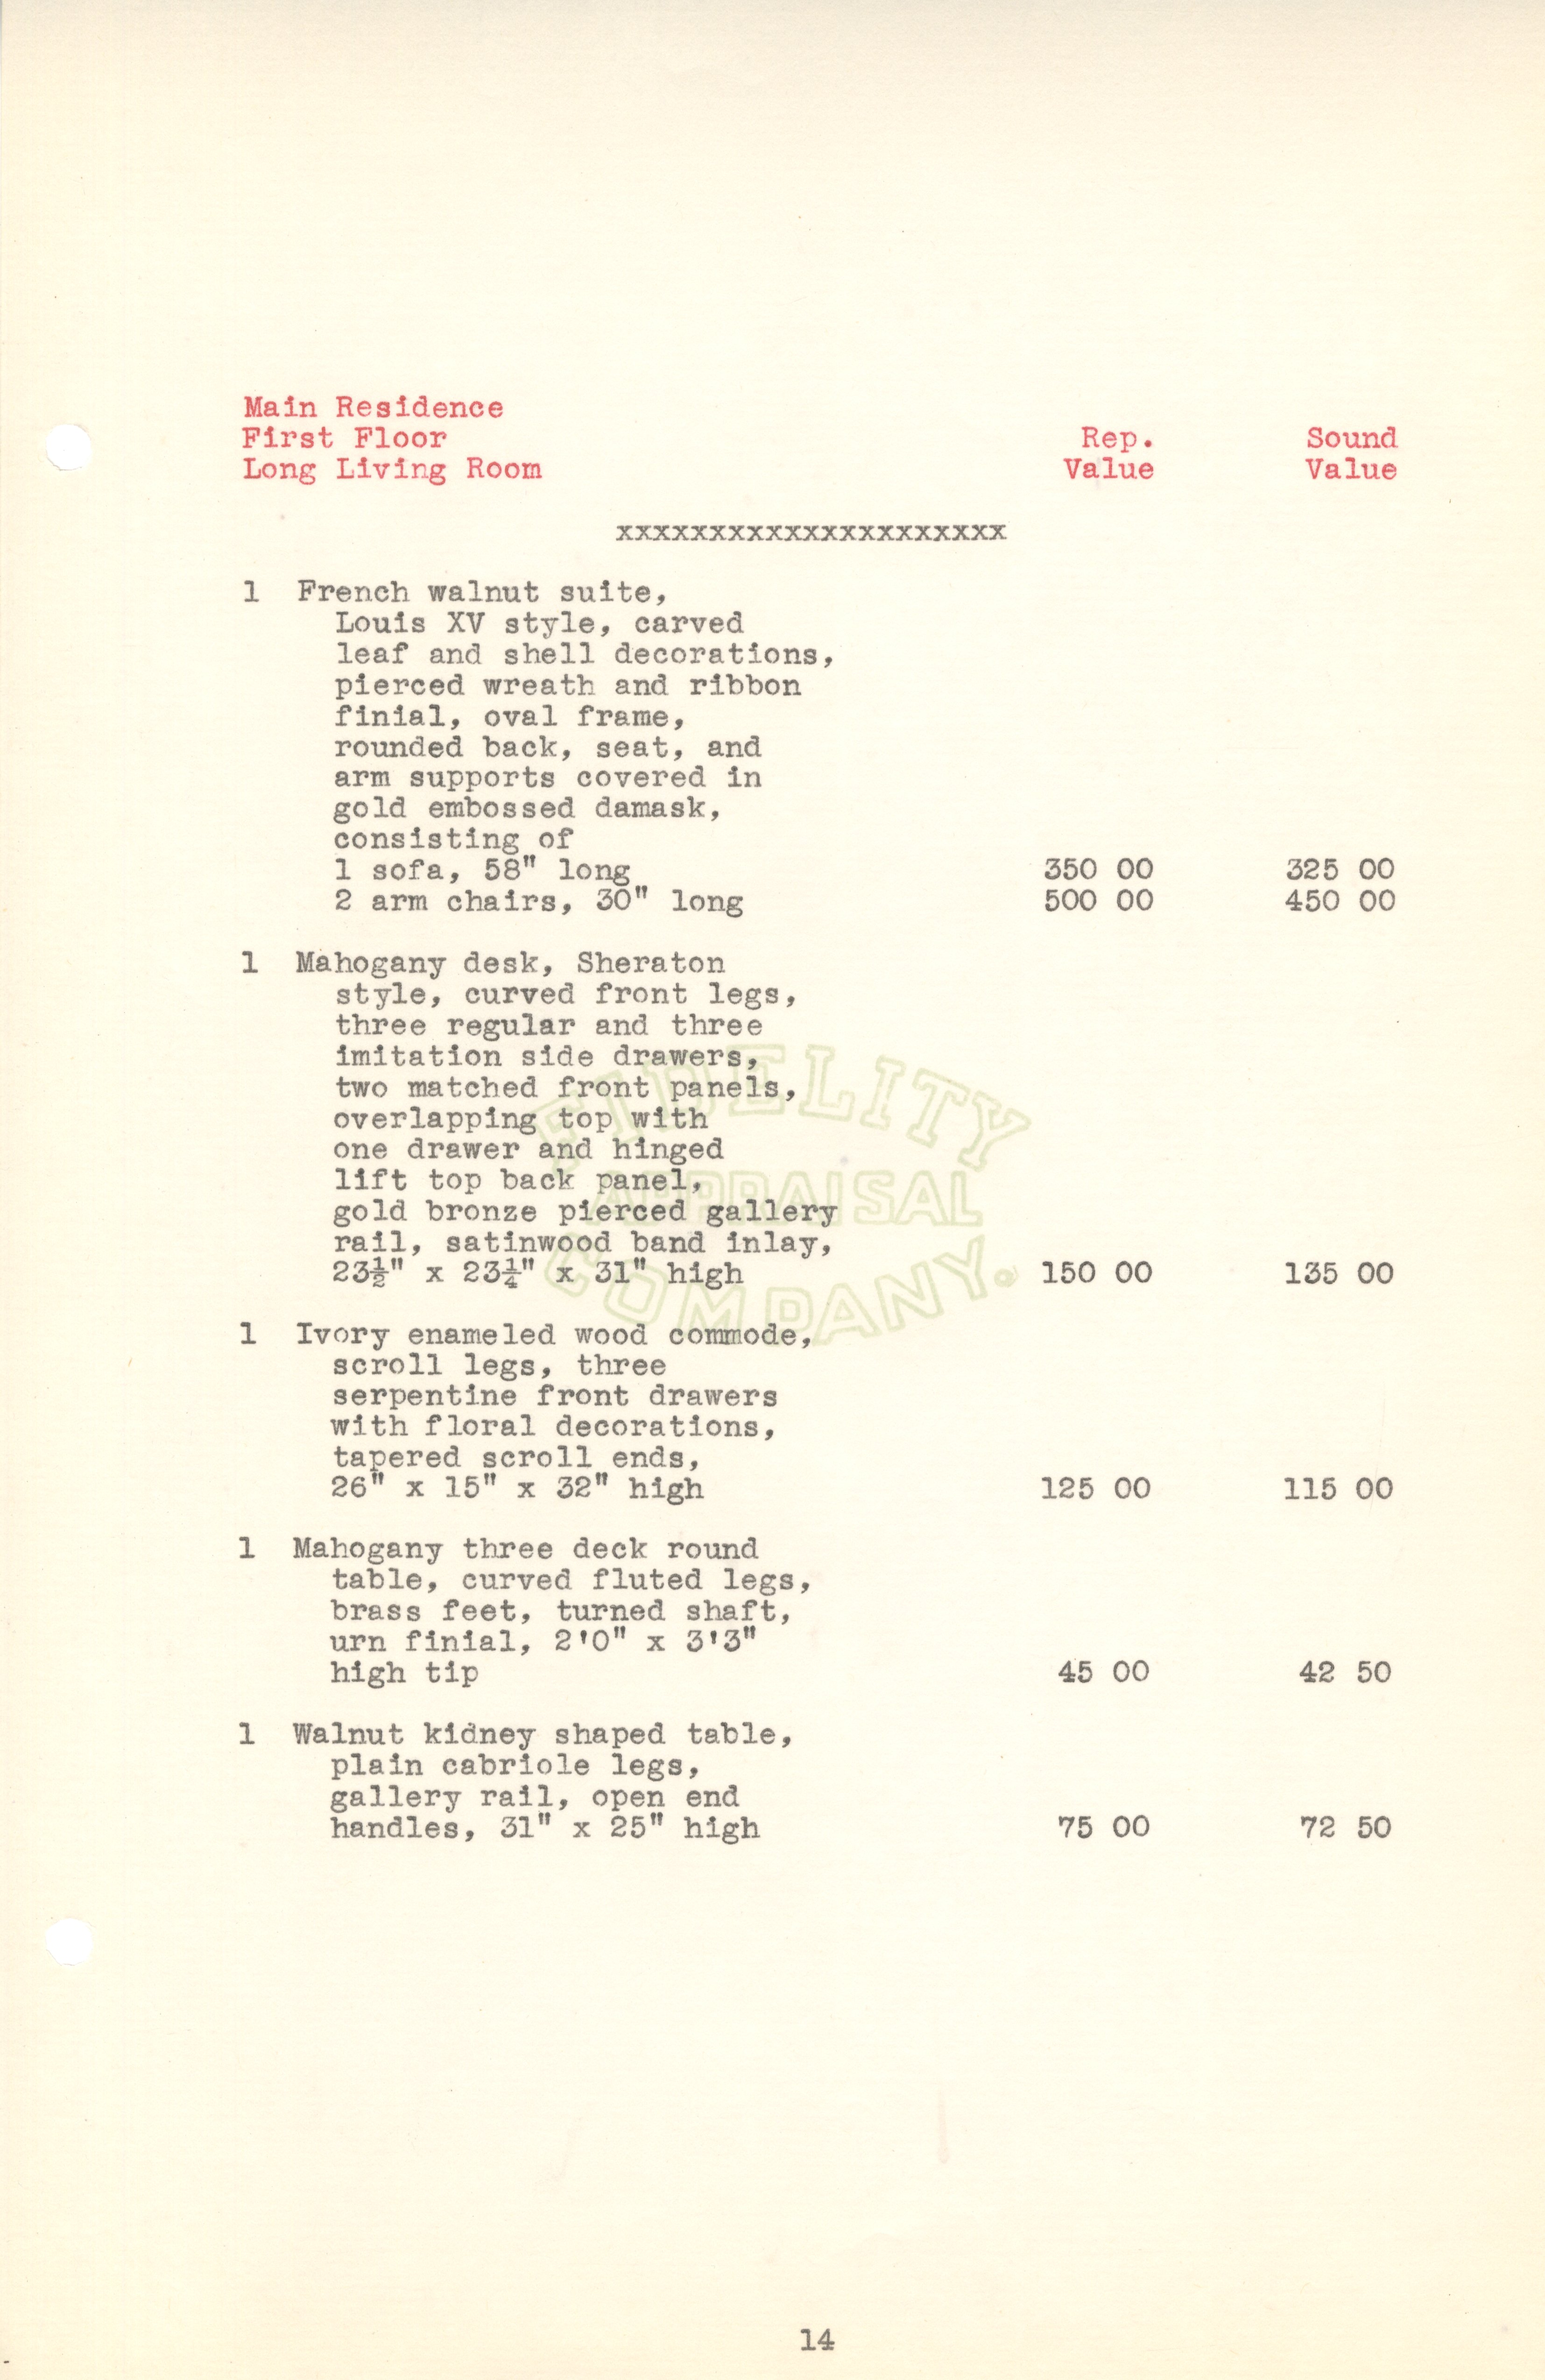 Main Residence
First Floor Rep. Sound
Long Living Room Value Value
xxxxxxxxxxxxxxxxxxxxx
1 French walnut suite,
Louis XV style, carved
leaf and shell decorations,
pierced wreath and ribbon
finial, oval frame,
rounded back, seat, and
arm supports covered in
gold embossed damask,
consisting of
1 sofa, 58" long 350 00 325 00
2 arm chairs, 30" long 500 00 450 00
1 Mahogany desk, Sheraton
style, curved front legs,
three regular and three
imitation side drawers,
two matched front panels,
overlapping top with
one drawer and hinged
lift top back panel,
gold bronze pierced gallery
rail, satinwood band inlay,
23½" x 23¼" x 31" high 150 00 135 00
1 Ivory enameled wood commode,
scroll legs, three
serpentine front drawers
with floral decorations,
tapered scroll ends,
26" x 15" x 32" high 125 00 115 00
1 Mahogany three deck round
table, curved fluted legs,
brass feet, turned shaft,
urn finial, 2'0" x 3'3"
high tip 45 00 42 50
1 Walnut kidney shaped table,
plain cabriole legs,
gallery rail, open end
handles, 31" x 25" high 75 00 72 50
FIDELITY
APPRAISAL
COMPANY.
14